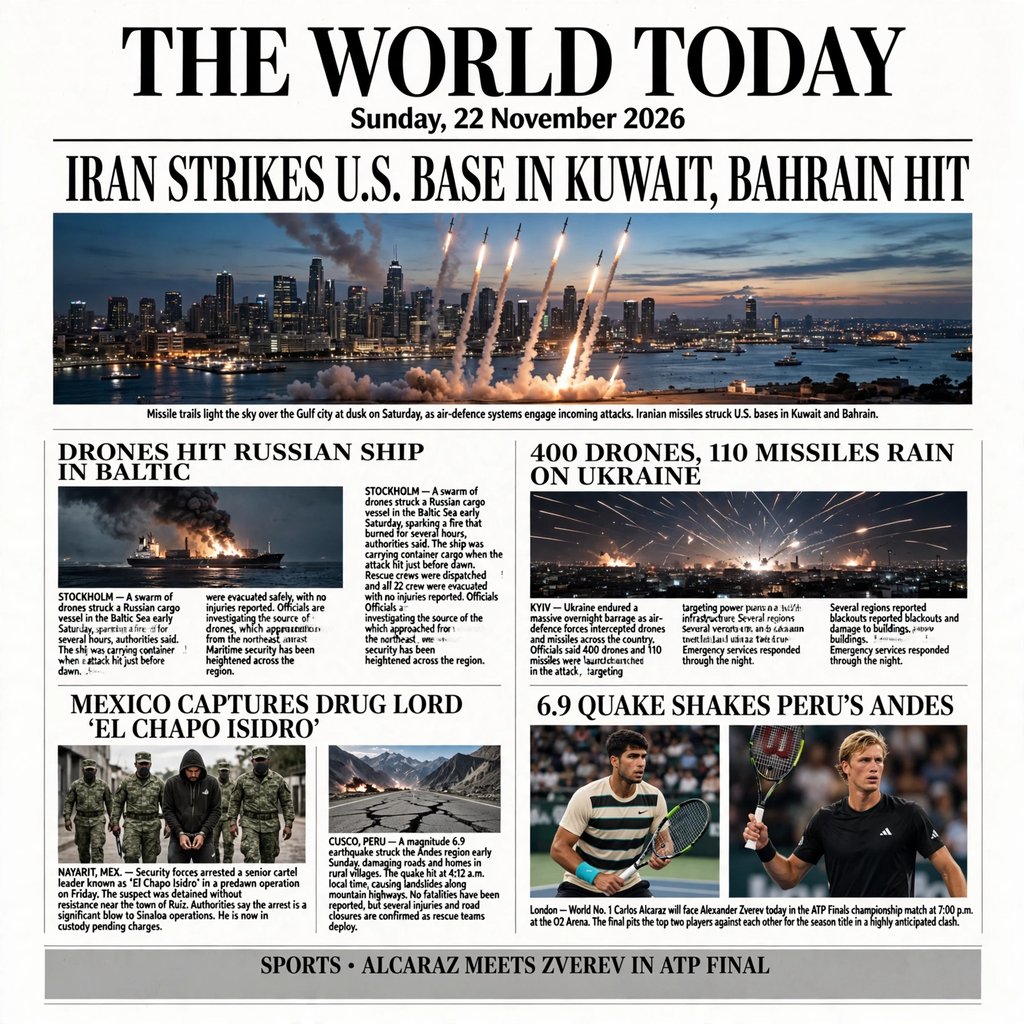 THE WORLD TODAY
Sunday, 22 November 2026
IRAN STRIKES U.S. BASE IN KUWAIT, BAHRAIN HIT
Missile trails light the sky over the Gulf city at dusk on Saturday, as air-defence systems engage incoming attacks. Iranian missiles struck U.S. bases in Kuwait and Bahrain.
DRONES HIT RUSSIAN SHIP
IN BALTIC
STOCKHOLM — A swarm of
drones struck a Russian cargo
vessel in the Baltic Sea early
Saturday,
several hours, authorities said.
The ship was carrying container
when attack hit just before
dawn.
were evacuated safely, with no
injuries reported. Officials are
investigating the source of
drones, which
from the northeast
Maritime security has been
heightened across the
region.
STOCKHOLM — A swarm of
drones struck a Russian cargo
vessel in the Baltic Sea early
Saturday, sparking a fire that
burned for several hours,
authorities said. The ship was
carrying container cargo when the
attack hit just before dawn.
Rescue crews were dispatched
and all 22 crew were evacuated
with no injuries reported. Officials
Officials
investigating the source of the
which approached
the northeast
security has been
heightened across the region.
400 DRONES, 110 MISSILES RAIN
ON UKRAINE
KYIV — Ukraine endured a
massive overnight barrage as air-
defence forces intercepted drones
and missiles across the country.
Officials said 400 drones and 110
missiles were
in the attack, targeting
targeting power
infrastructure Several regions
Several
Emergency services responded
through the night.
Several regions reported
blackouts reported blackouts and
damage to buildings,
buildings.
Emergency services responded
through the night.
MEXICO CAPTURES DRUG LORD
‘EL CHAPO ISIDRO’
NAYARIT, MEX. — Security forces arrested a senior cartel
leader known as ‘El Chapo Isidro’ in a predawn operation
on Friday. The suspect was detained without
resistance near the town of Ruiz. Authorities say the arrest is a
significant blow to Sinaloa operations. He is now in
custody pending charges.
CUSCO, PERU — A magnitude 6.9
earthquake struck the Andes region early
Sunday, damaging roads and homes in
rural villages. The quake hit at 4:12 a.m.
local time, causing landslides along
mountain highways. No fatalities have been
reported, but several injuries and road
closures are confirmed as rescue teams
deploy.
6.9 QUAKE SHAKES PERU’S ANDES
London — World No. 1 Carlos Alcaraz will face Alexander Zverev today in the ATP Finals championship match at 7:00 p.m.
at the O2 Arena. The final pits the top two players against each other for the season title in a highly anticipated clash.
SPORTS • ALCARAZ MEETS ZVEREV IN ATP FINAL